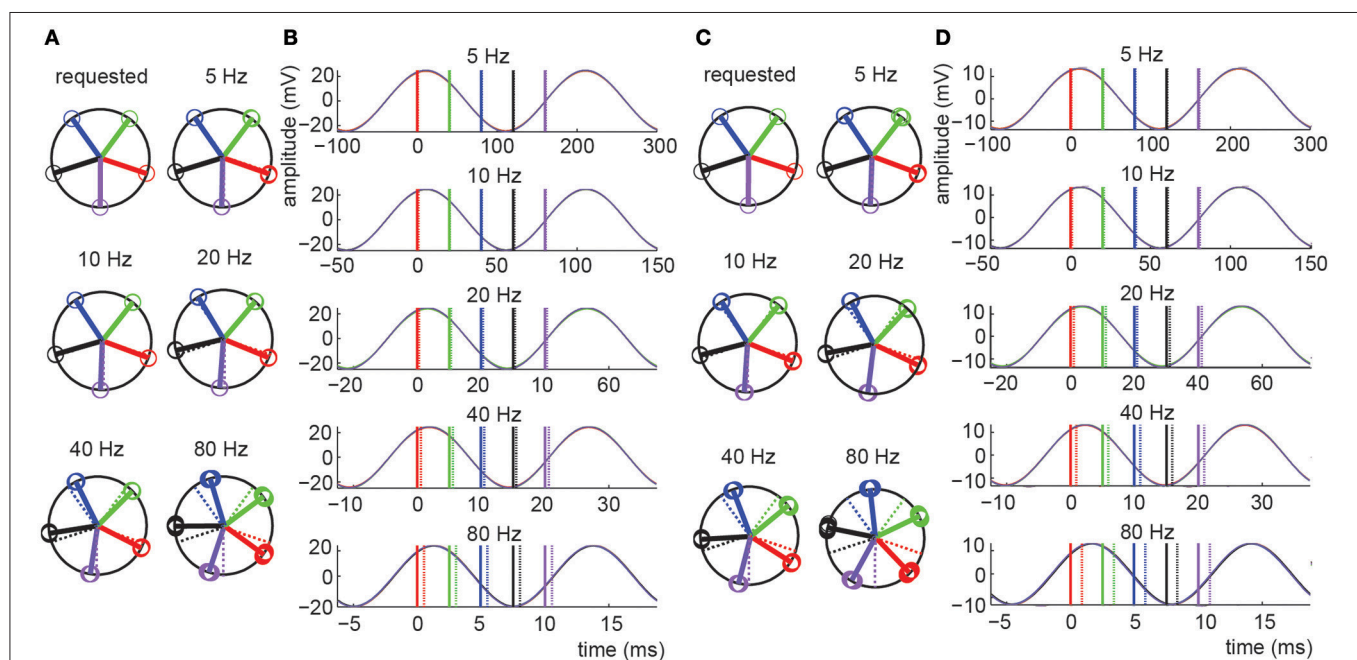 A
requested
5 Hz
10 Hz
20 Hz
40 Hz
80 Hz
B
amplitude (mV)
5 Hz
20
0
−20
−100 0 100 200 300
10 Hz
20
0
−20
−50 0 50 100 150
20 Hz
20
0
−20
−20 0 20 10 60
40 Hz
20
0
−20
−10 0 10 20 30
80 Hz
20
0
−20
−5 0 5 10 15
time (ms)
C
requested
5 Hz
10 Hz
20 Hz
40 Hz
80 Hz
D
amplitude (mV)
5 Hz
10
0
−10
−100 0 100 200 300
10 Hz
10
0
−10
−50 0 50 100 150
20 Hz
10
0
−10
−20 0 20 40 60
40 Hz
10
0
−10
−10 0 10 20 30
80 Hz
10
0
−10
−5 0 5 10 15
time (ms)